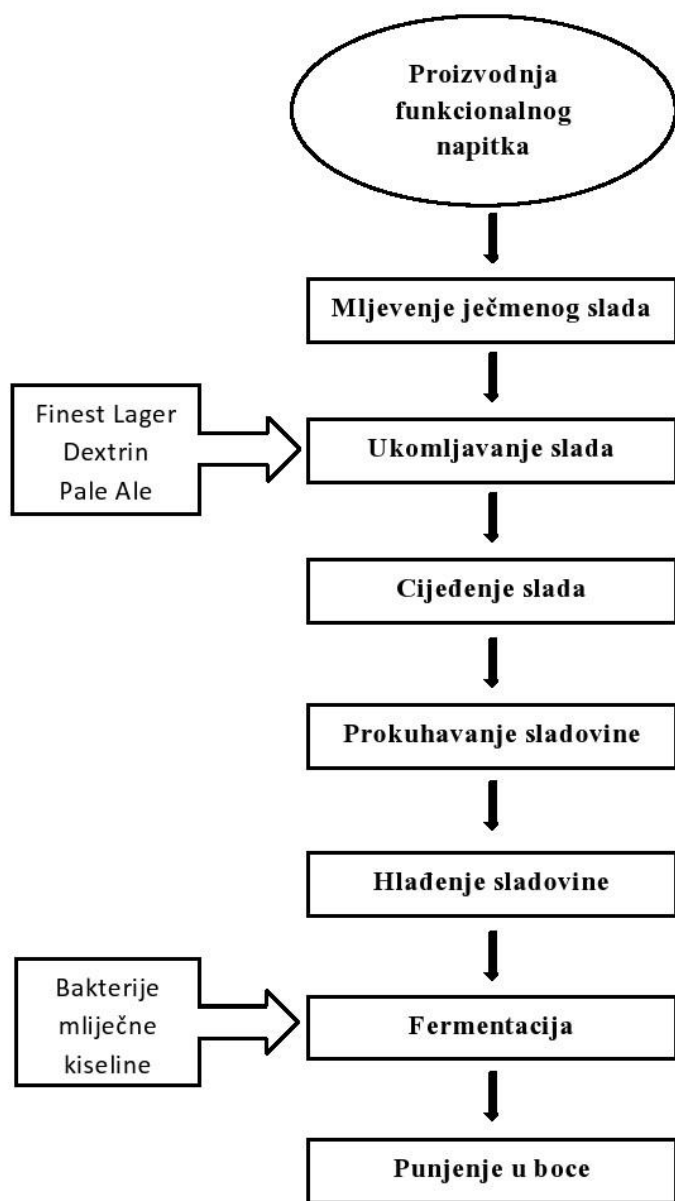 Proizvodnja
funkcionalnog
napitka
Mljevenje ječmenog slada
Finest Lager
Dextrin
Pale Ale
Ukomljavanje slada
Cijeđenje slada
Prokuhavanje sladovine
Hlađenje sladovine
Bakterije
mliječne
kiseline
Fermentacija
Punjenje u boce